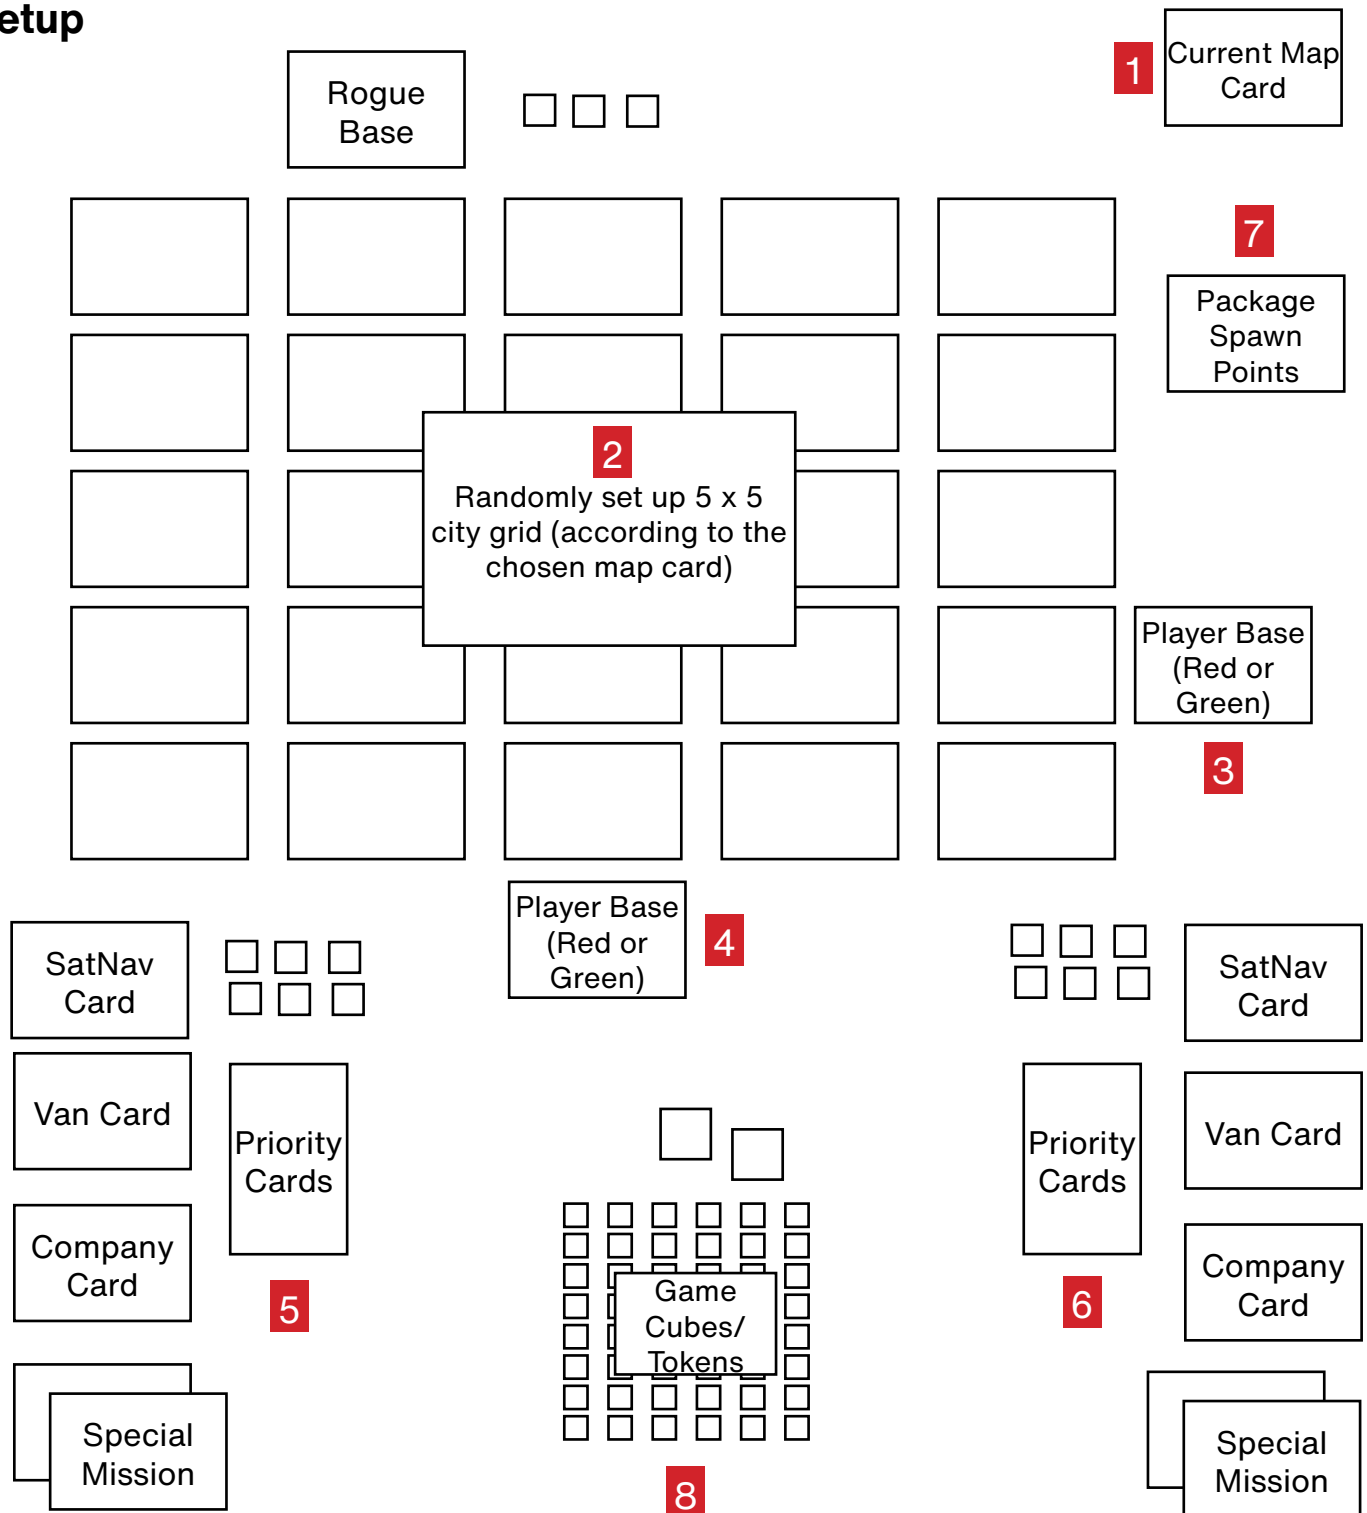 etup
Rogue
Base
1
Current Map
Card
7
Package
Spawn
Points
2
Randomly set up 5 x 5
city grid (according to the
chosen map card)
Player Base
(Red or
Green)
3
Player Base
(Red or
Green)
4
SatNav
Card
Van Card
Company
Card
Priority
Cards
5
Special
Mission
Game
Cubes/
Tokens
8
Priority
Cards
6
SatNav
Card
Van Card
Company
Card
Special
Mission